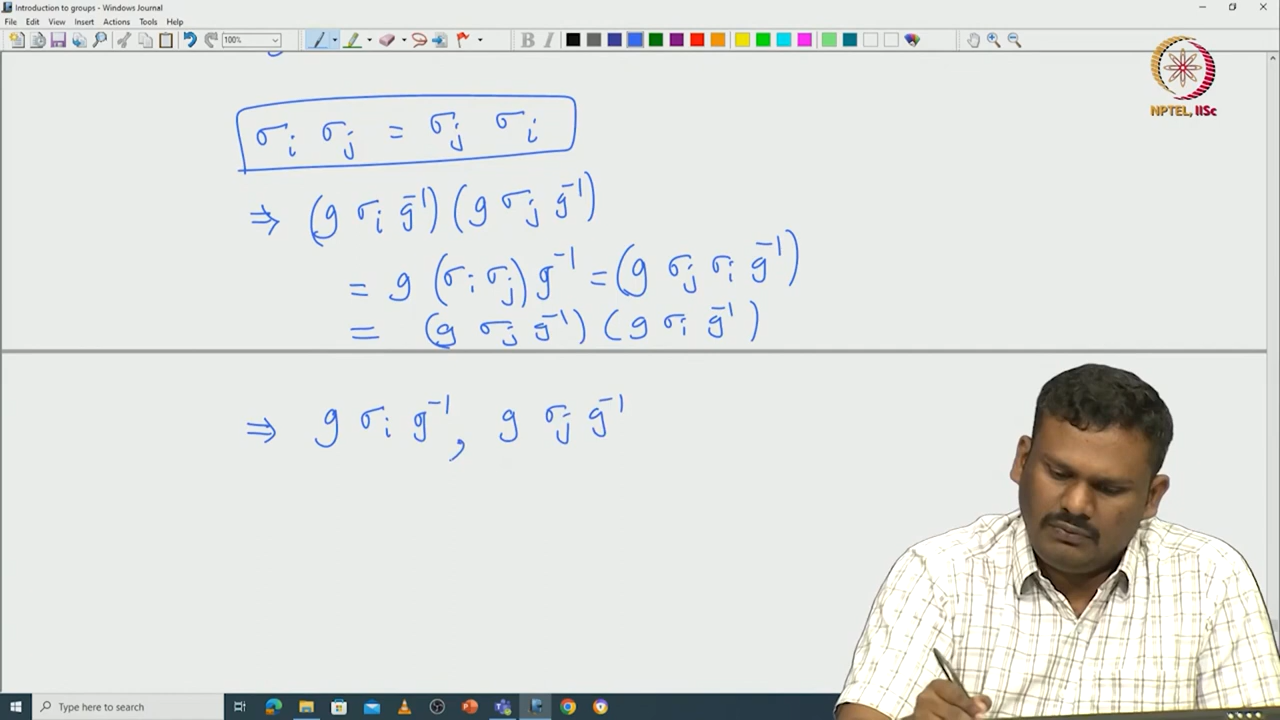 Introduction to groups - Windows Journal
File Edit View Insert Actions Tools Help
100%
B I
NPTEL, IISc
σi σj = σj σi
⇒ (g σi g⁻¹) (g σj g⁻¹)
= g (σi σj) g⁻¹ = (g σj σi g⁻¹)
= (g σj g⁻¹) (g σi g⁻¹)
⇒ g σi g⁻¹, g σj g⁻¹
Type here to search